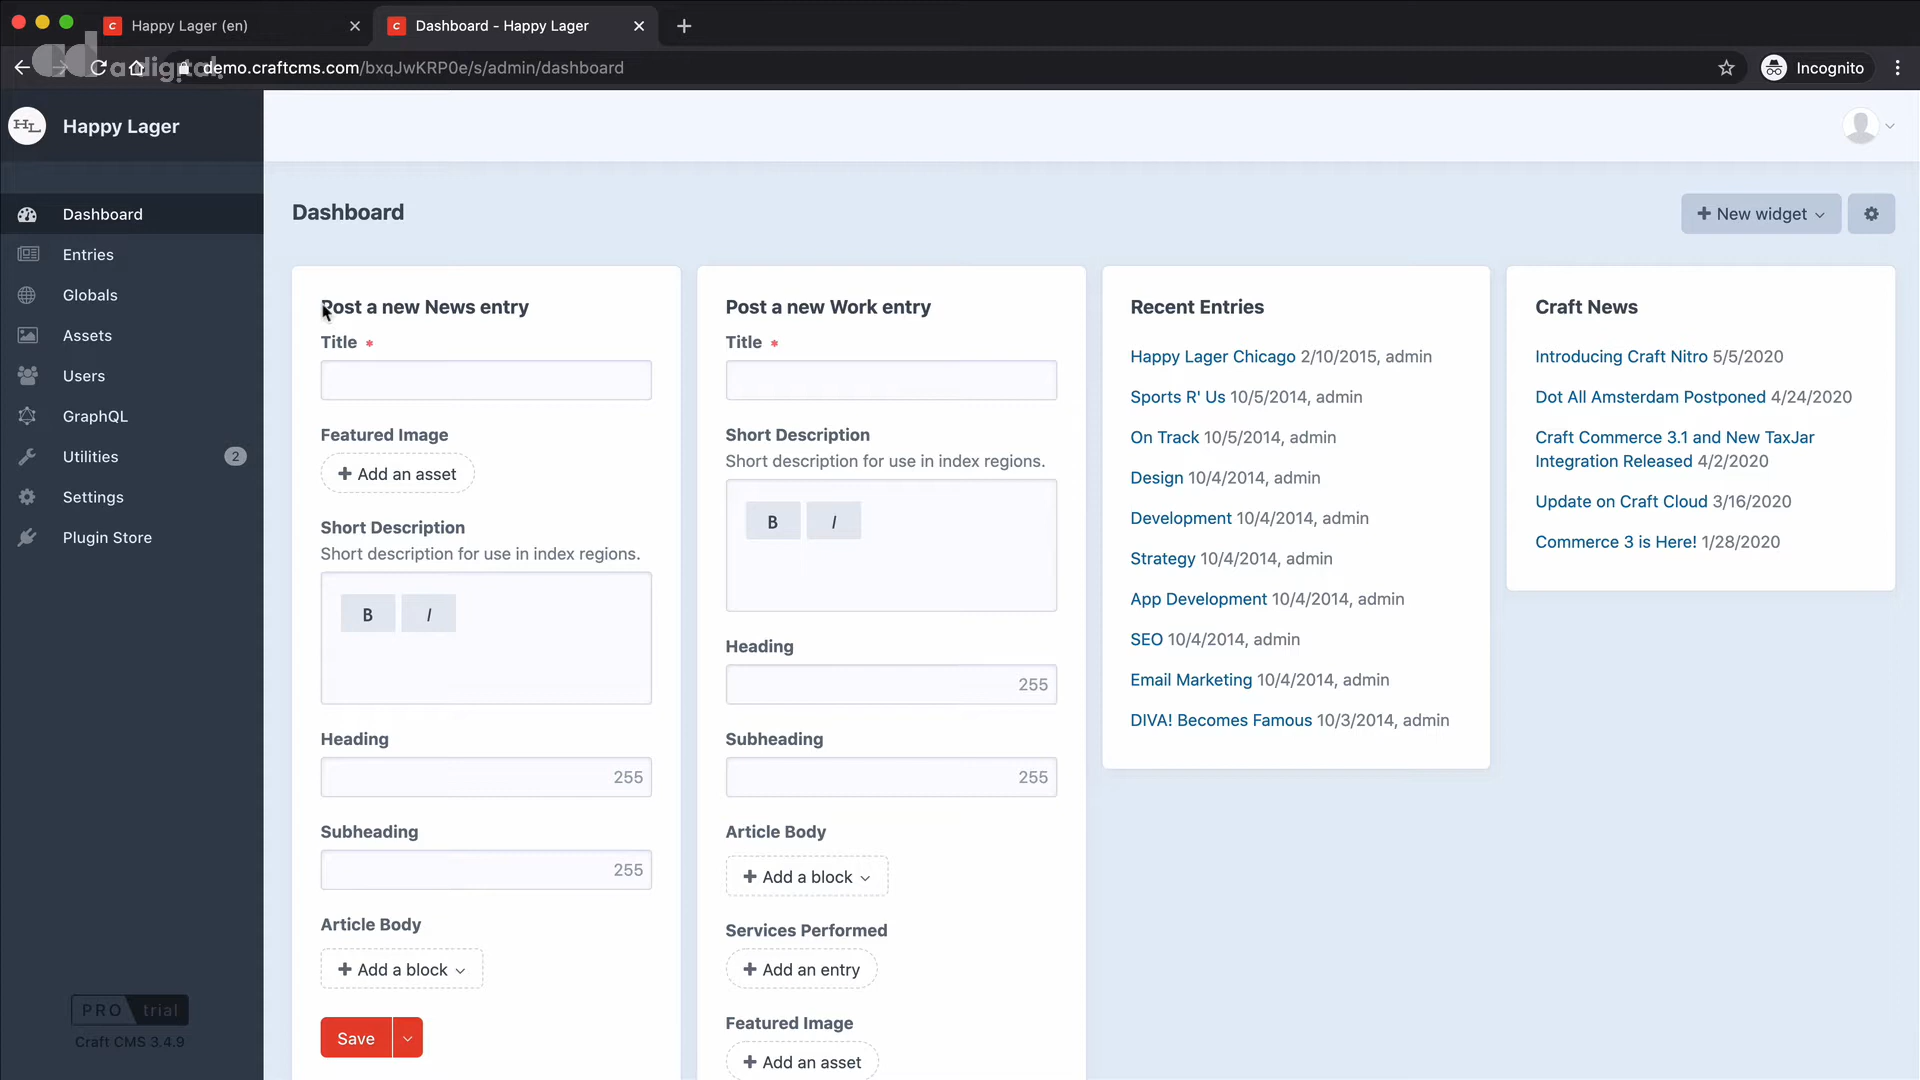 Happy Lager (en)
Dashboard - Happy Lager
adigital
demo.craftcms.com/bxqJwKRP0e/s/admin/dashboard
Incognito
HL
Happy Lager
Dashboard
Entries
Globals
Assets
Users
GraphQL
Utilities
2
Settings
Plugin Store
PRO trial
Craft CMS 3.4.9
Dashboard
New widget
Post a new News entry
Title *
Featured Image
Add an asset
Short Description
Short description for use in index regions.
B I
Heading
255
Subheading
255
Article Body
Add a block
Save
Post a new Work entry
Title *
Short Description
Short description for use in index regions.
B I
Heading
255
Subheading
255
Article Body
Add a block
Services Performed
Add an entry
Featured Image
Add an asset
Recent Entries
Happy Lager Chicago 2/10/2015, admin
Sports R' Us 10/5/2014, admin
On Track 10/5/2014, admin
Design 10/4/2014, admin
Development 10/4/2014, admin
Strategy 10/4/2014, admin
App Development 10/4/2014, admin
SEO 10/4/2014, admin
Email Marketing 10/4/2014, admin
DIVA! Becomes Famous 10/3/2014, admin
Craft News
Introducing Craft Nitro 5/5/2020
Dot All Amsterdam Postponed 4/24/2020
Craft Commerce 3.1 and New TaxJar
Integration Released 4/2/2020
Update on Craft Cloud 3/16/2020
Commerce 3 is Here! 1/28/2020